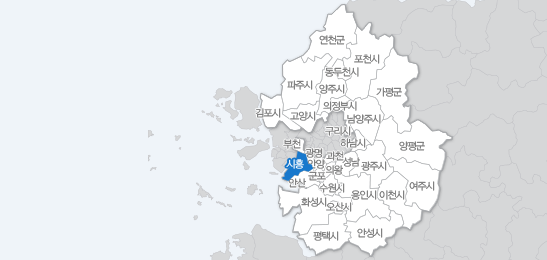 연천군
포천시
동두천시
파주시
양주시
가평군
의정부시
김포시
고양시
남양주시
구리시
부천
하남시
양평군
광명
과천
시흥
안양
성남
광주시
의왕
군포
안산
수원시
여주시
용인시
이천시
화성시
오산시
평택시
안성시